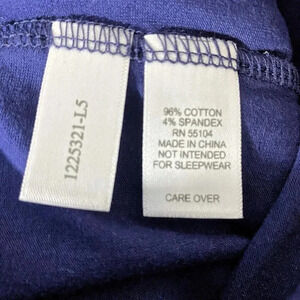 1225321-L5
96% COTTON
4% SPANDEX
RN 55104
MADE IN CHINA
NOT INTENDED
FOR SLEEPWEAR
CARE OVER